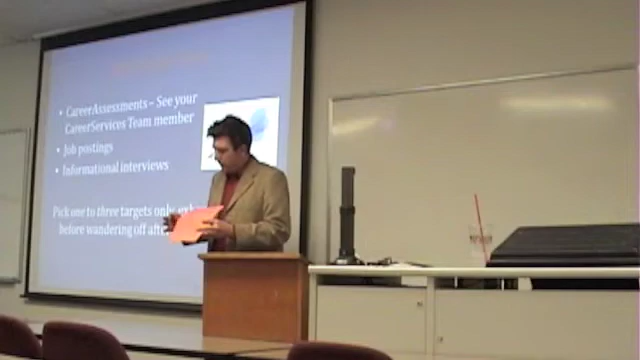 • CareerAssessments – See your
CareerServices Team member
• Job postings
• Informational interviews
Pick one to three targets only
before wandering off